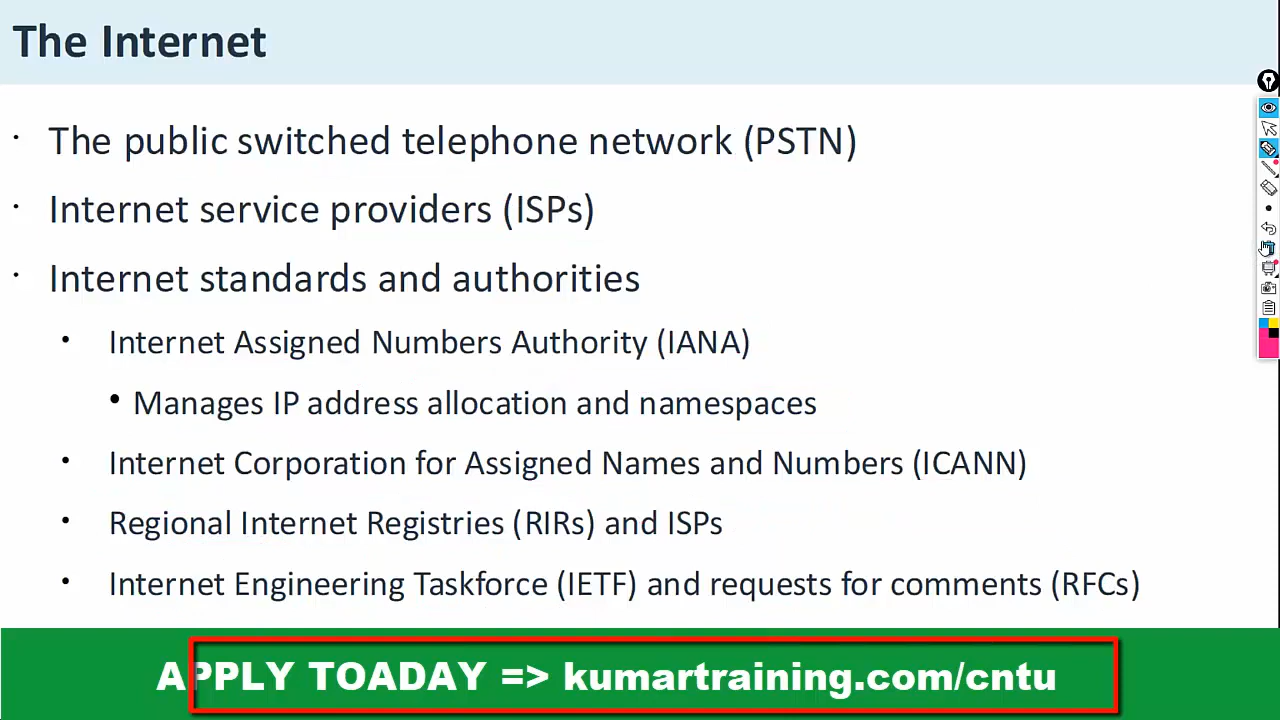 The Internet
• The public switched telephone network (PSTN)
• Internet service providers (ISPs)
• Internet standards and authorities
• Internet Assigned Numbers Authority (IANA)
• Manages IP address allocation and namespaces
• Internet Corporation for Assigned Names and Numbers (ICANN)
• Regional Internet Registries (RIRs) and ISPs
• Internet Engineering Taskforce (IETF) and requests for comments (RFCs)
APPLY TOADAY => kumartraining.com/cntu